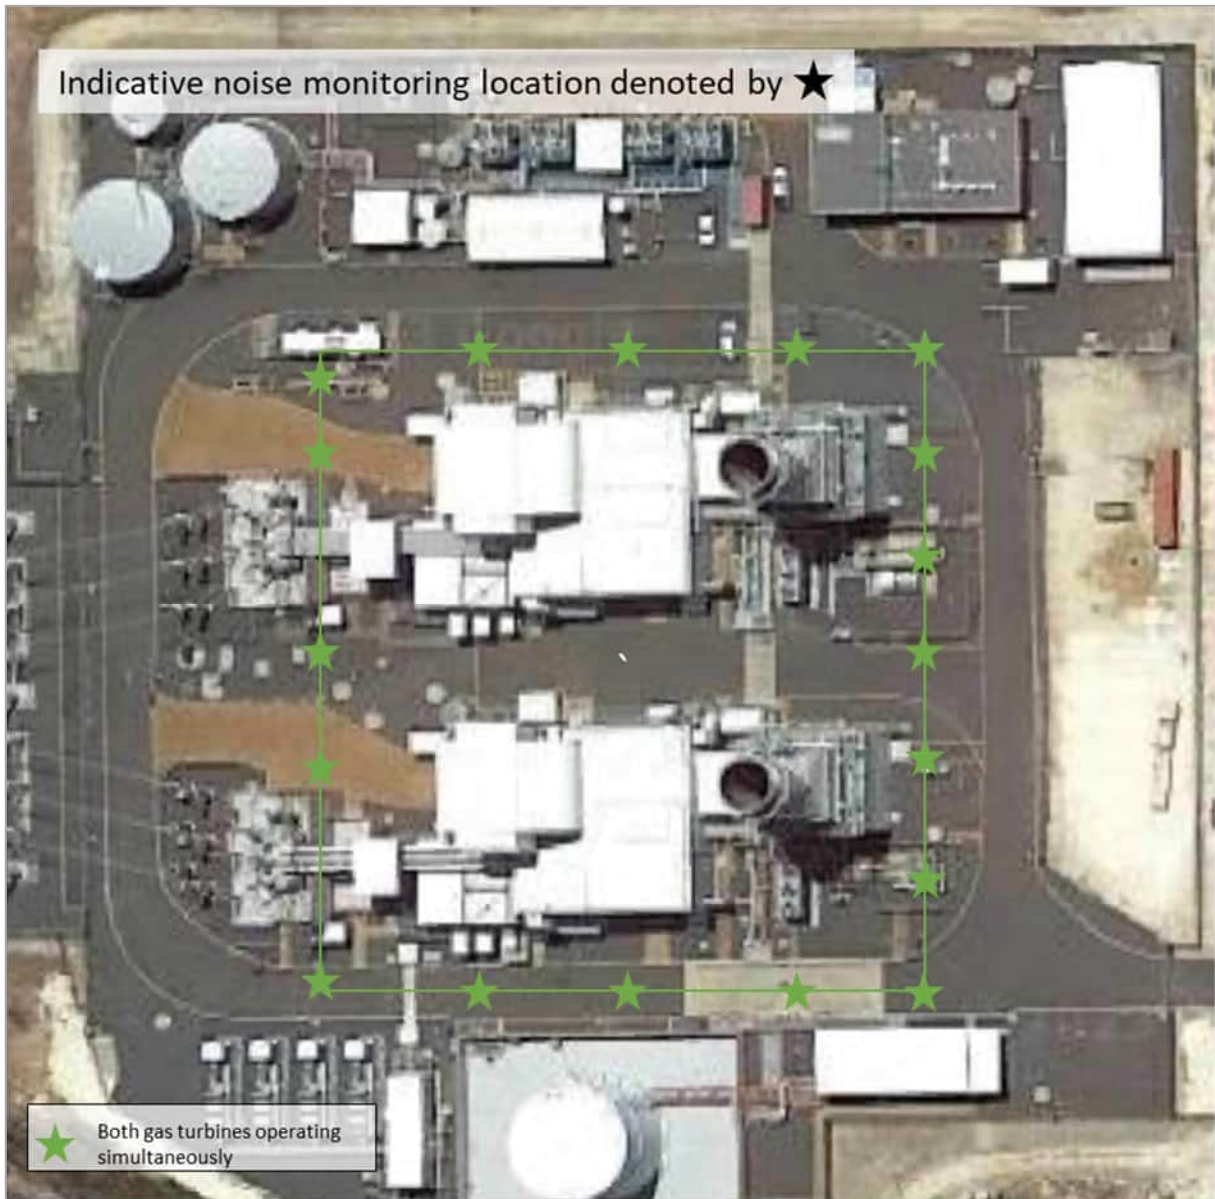 Indicative noise monitoring location denoted by ★
Both gas turbines operating
simultaneously